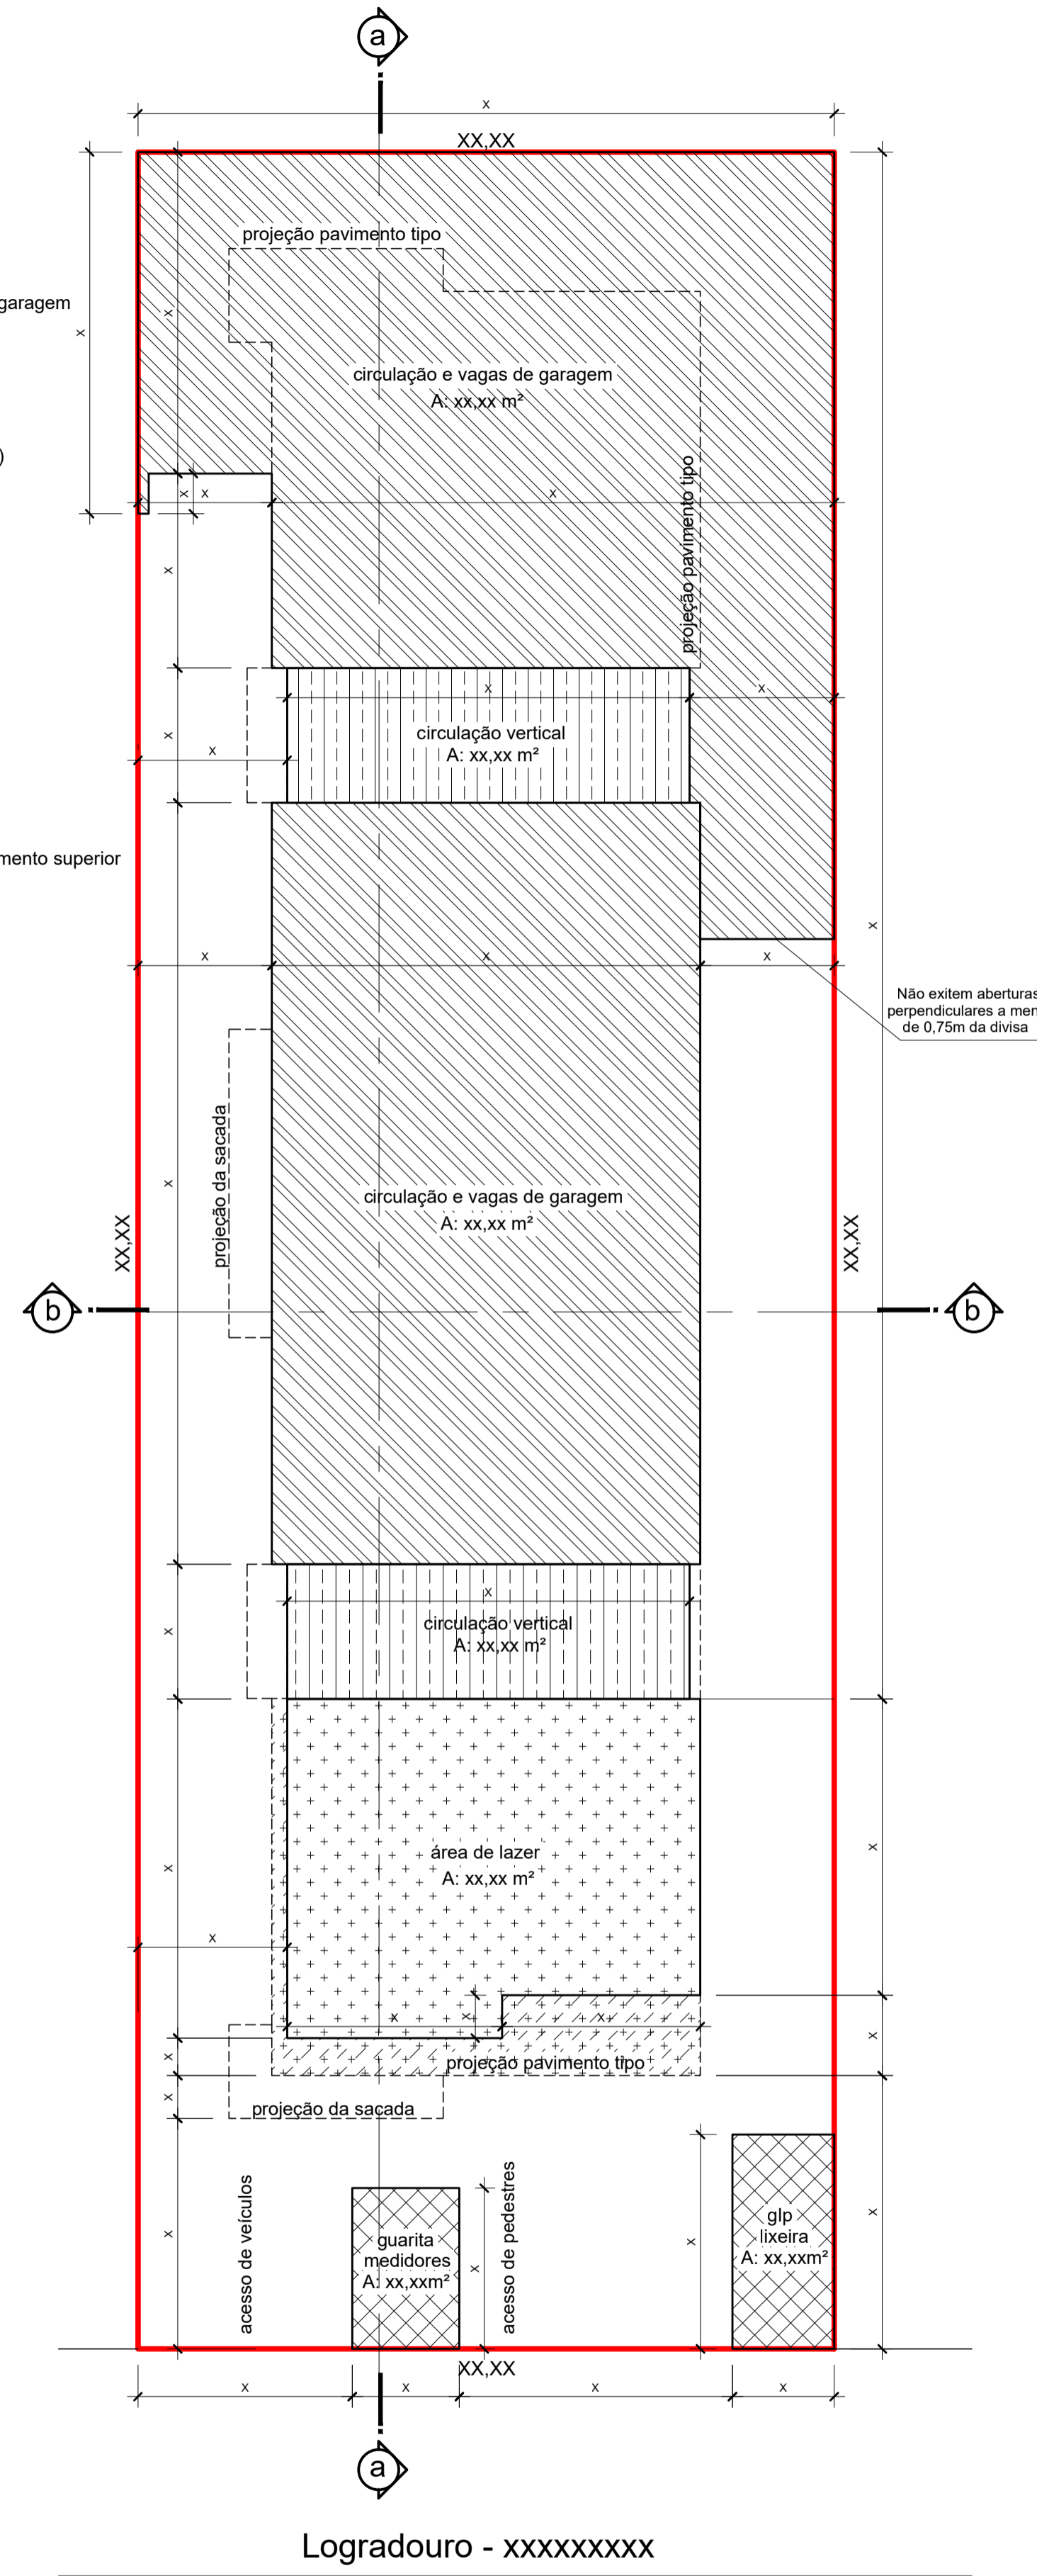 a
x
XX,XX
projeção pavimento tipo
garagem
x
x
circulação e vagas de garagem
A: xx,xx m²
)
projeção pavimento tipo
x
x
x
x
x
x
circulação vertical
A: xx,xx m²
x
x
mento superior
x
x
x
x
Não exitem aberturas
perpendiculares a men
de 0,75m da divisa
projeção da sacada
x
circulação e vagas de garagem
A: xx,xx m²
XX,XX
XX,XX
b
b
x
circulação vertical
A: xx,xx m²
x
área de lazer
A: xx,xx m²
x
x
x
x
x
x
x
x
projeção pavimento tipo
x
projeção da sacada
acesso de veículos
acesso de pedestres
x
guarita
medidores
A: xx,xxm²
x
x
glp
lixeira
A: xx,xxm²
x
XX,XX
x
x
x
x
a
Logradouro - xxxxxxxxx